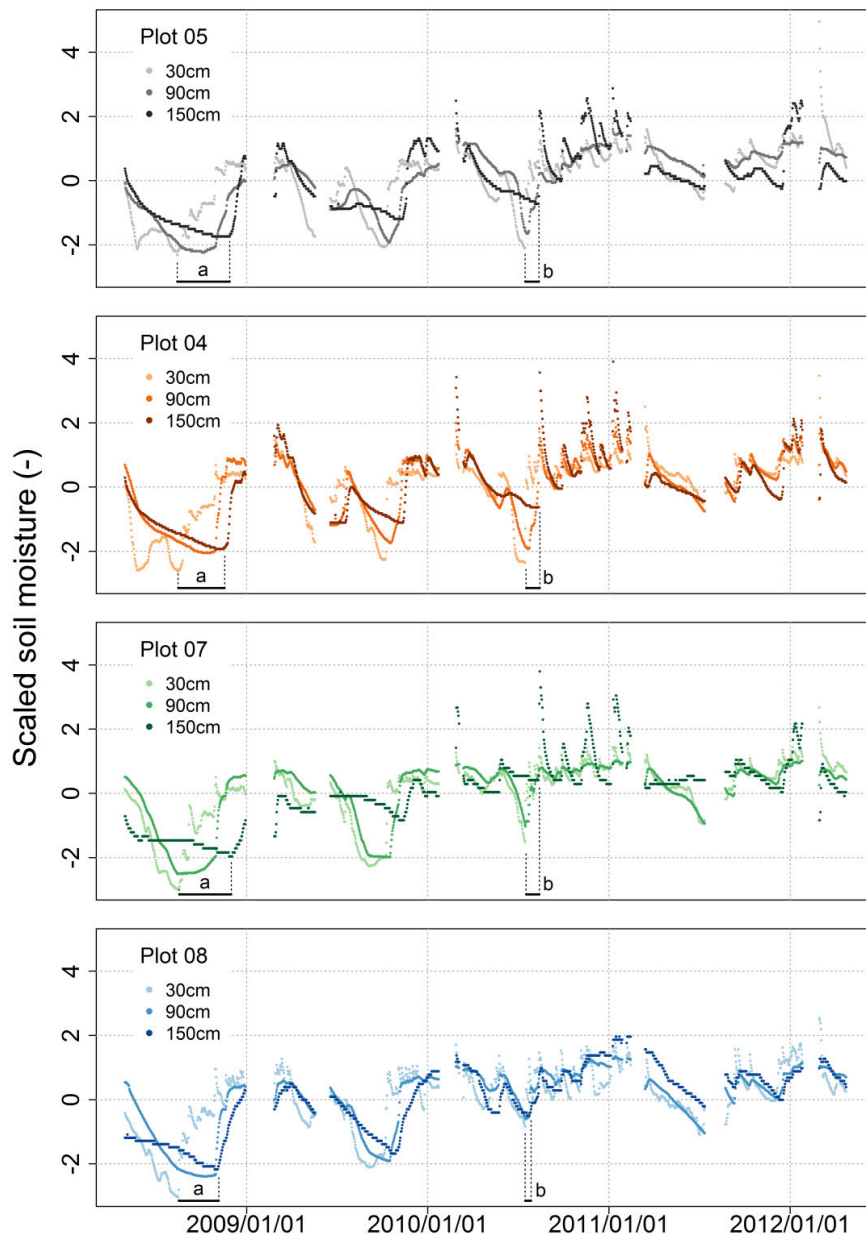 Plot 05
30cm
90cm
150cm
4
2
0
-2
a
b
Plot 04
30cm
90cm
150cm
4
2
0
-2
a
b
Plot 07
30cm
90cm
150cm
4
2
0
-2
a
b
Plot 08
30cm
90cm
150cm
4
2
0
-2
a
b
Scaled soil moisture (-)
2009/01/01 2010/01/01 2011/01/01 2012/01/01